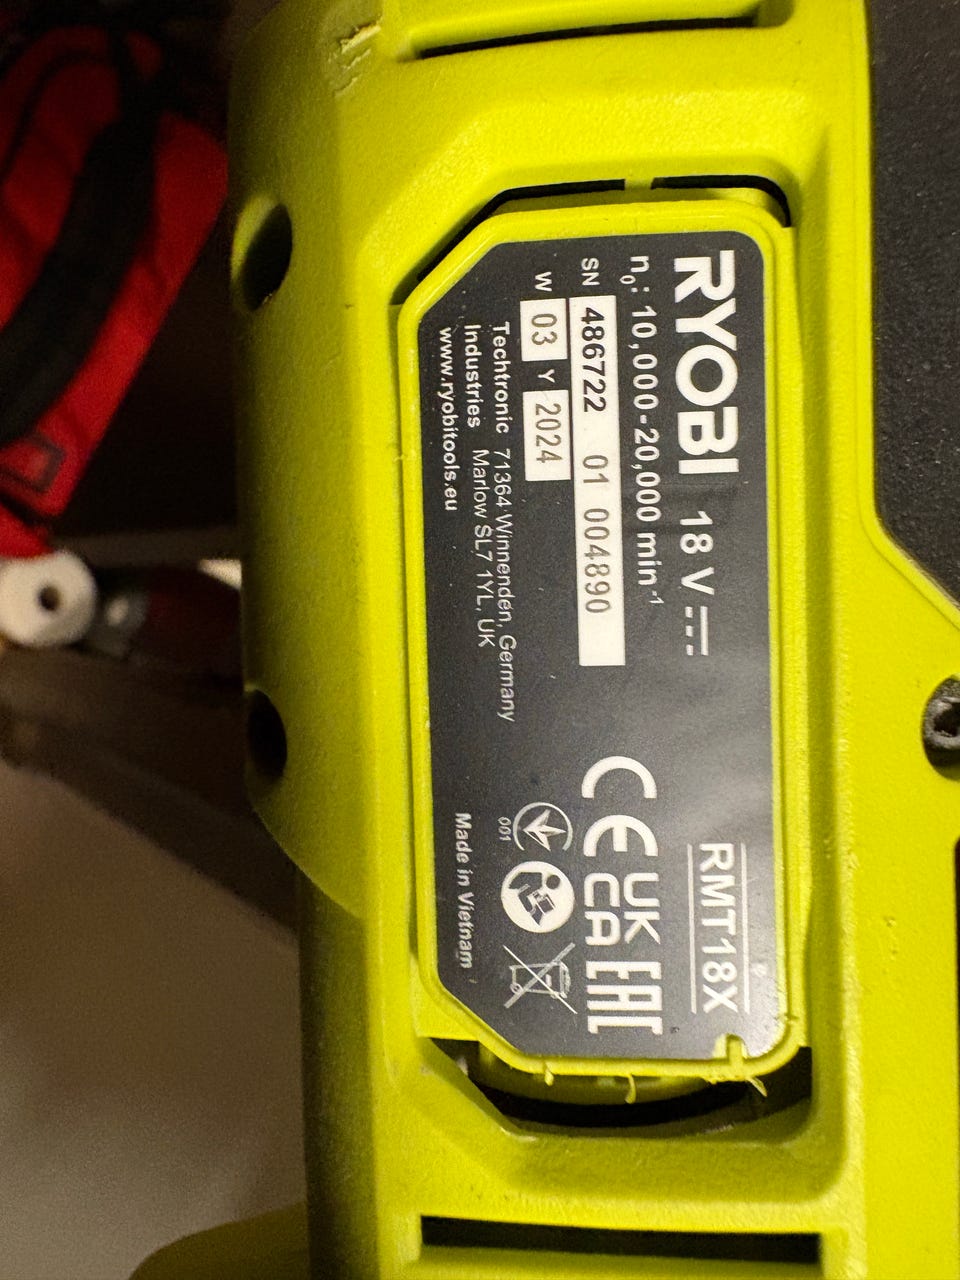 RYOBI 18 V RMT18X
n₀: 10,000-20,000 min⁻¹
SN 486722 01 004890
W 03 Y 2024
Techtronic Industries
71364 Winnenden, Germany
Marlow SL7 1YL, UK
www.ryobitools.eu
CE UK CA EAC
001
Made in Vietnam